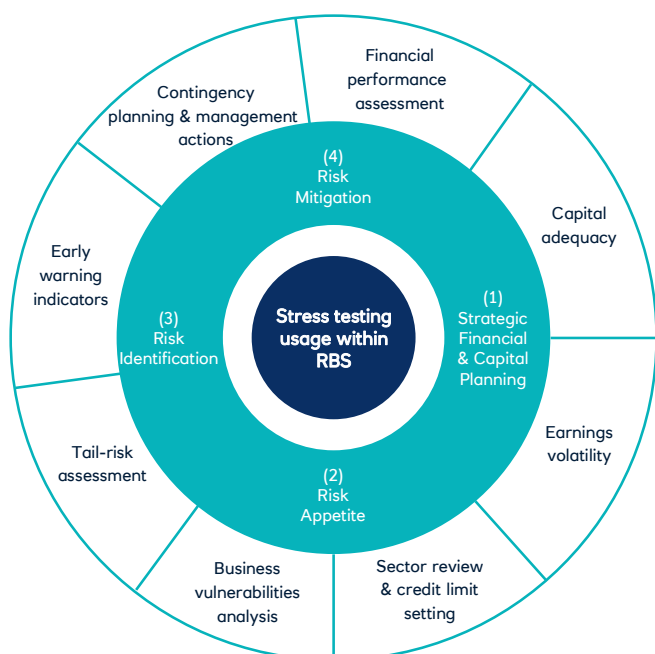 Financial
performance
assessment
Contingency
planning & management
actions
(4)
Risk
Mitigation
Capital
adequacy
Early
warning
indicators
(3)
Risk
Identification
Stress testing
usage within
RBS
(1)
Strategic
Financial
& Capital
Planning
Earnings
volatility
Tail-risk
assessment
(2)
Risk
Appetite
Business
vulnerabilities
analysis
Sector review
& credit limit
setting